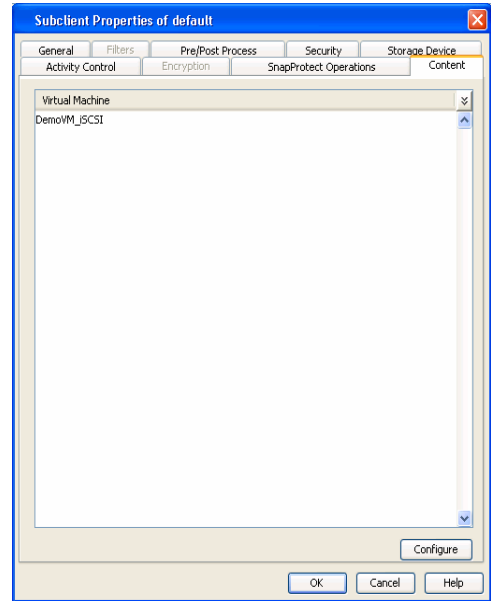 Subclient Properties of default
General Filters Pre/Post Process Security Storage Device
Activity Control Encryption SnapProtect Operations Content
Virtual Machine
DemoVM_iSCSI
Configure
OK Cancel Help